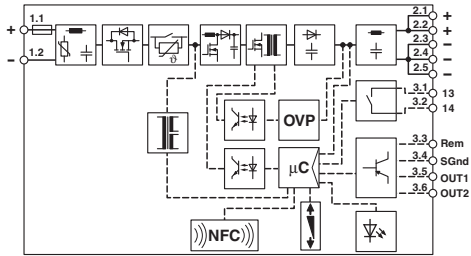 + 1.1
– 1.2
ϑ
2.1 +
2.2 +
2.3 –
2.4 –
2.5 –
3.1 13
3.2 14
OVP
µC
3.3 Rem
3.4 SGnd
3.5 OUT1
3.6 OUT2
NFC